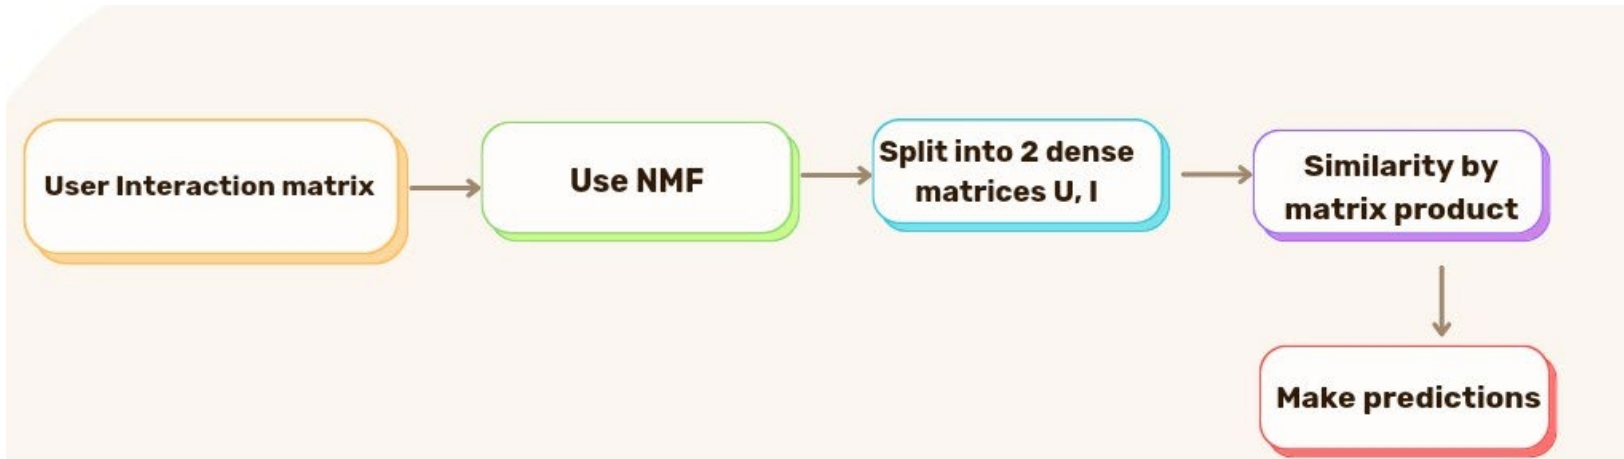 User Interaction matrix
Use NMF
Split into 2 dense
matrices U, I
Similarity by
matrix product
Make predictions